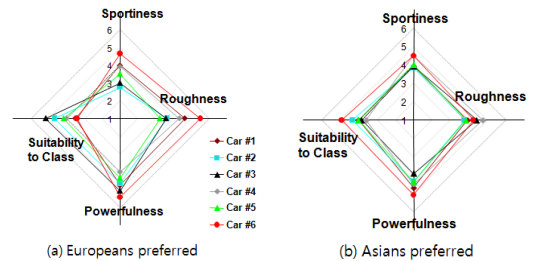 Sportiness
6
5
4
3
2
1
Roughness
Suitability
to Class
Powerfulness
Car #1
Car #2
Car #3
Car #4
Car #5
Car #6
(a) Europeans preferred
Sportiness
6
5
4
3
2
1
Roughness
Suitability
to Class
Powerfulness
(b) Asians preferred